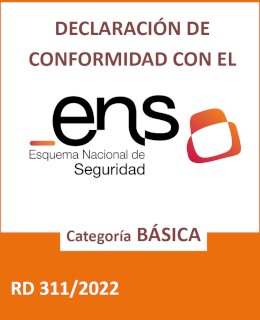 DECLARACIÓN DE
CONFORMIDAD CON EL
_ens
Esquema Nacional de
Seguridad
Categoría BÁSICA
RD 311/2022